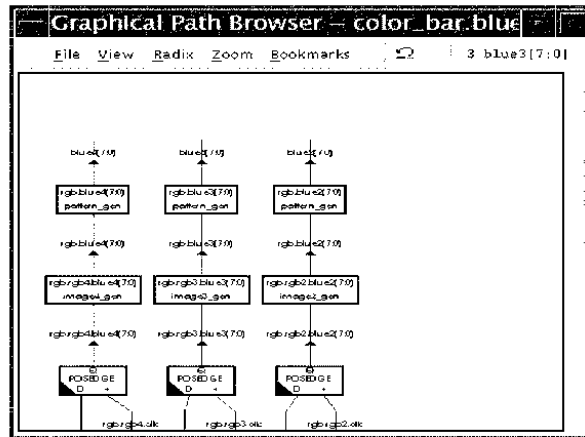 Graphical Path Browser – color_bar.blue
File View Radix Zoom Bookmarks 3 blue3[7:0]
blue4(7:0) blue3(7:0) blue2(7:0)
rgb.blue4(7:0) rgb.blue3(7:0) rgb.blue2(7:0)
pattern_gen pattern_gen pattern_gen
rgb.blue4(7:0) rgb.blue3(7:0) rgb.blue2(7:0)
rgb.rgb4.blue4(7:0) rgb.rgb3.blue3(7:0) rgb.rgb2.blue2(7:0)
image4_gen image3_gen image2_gen
rgb.rgb4.blue4(7:0) rgb.rgb3.blue3(7:0) rgb.rgb2.blue2(7:0)
Q Q Q
POSEDGE POSEDGE POSEDGE
D + D + D +
rgb.rgb4.clk rgb.rgb3.clk rgb.rgb2.clk